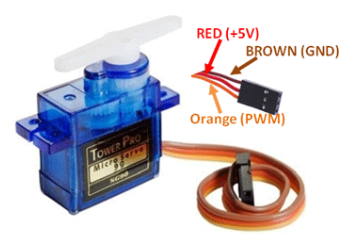 RED (+5V)
BROWN (GND)
Orange (PWM)
TOWER PRO
Micro Servo
SG90